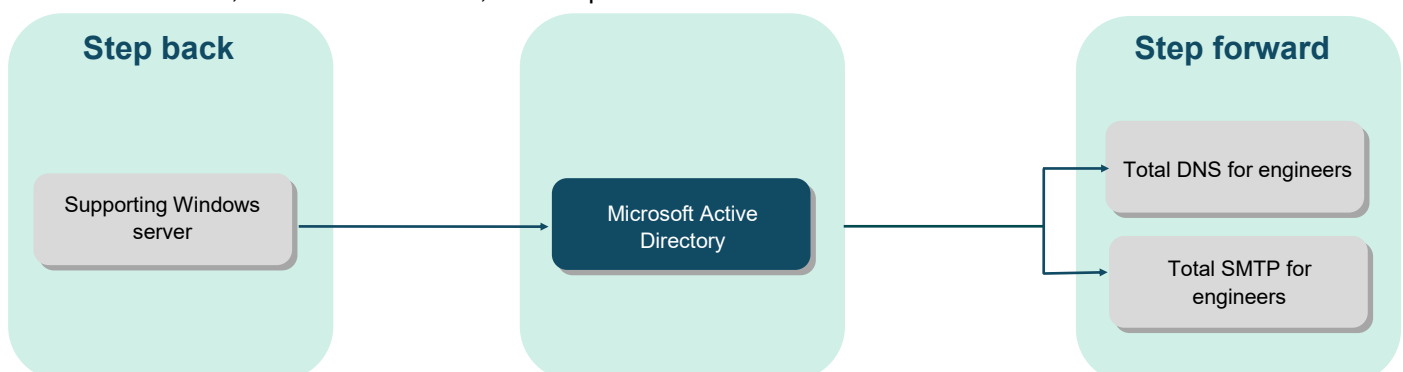 Step back
Step forward
Supporting Windows
server
Microsoft Active
Directory
Total DNS for engineers
Total SMTP for
engineers